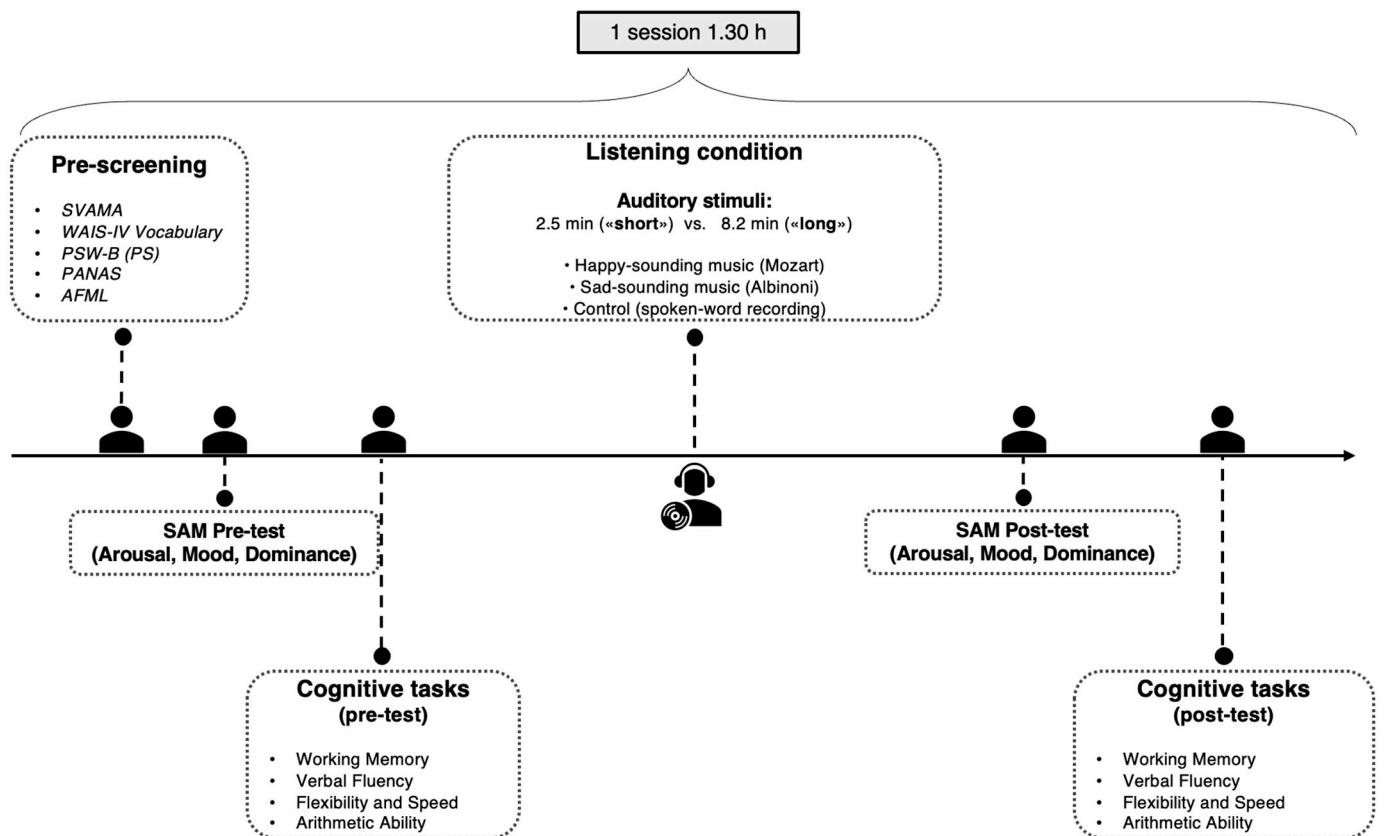 1 session 1.30 h
Pre-screening
• SVAMA
• WAIS-IV Vocabulary
• PSW-B (PS)
• PANAS
• AFML
Listening condition
Auditory stimuli:
2.5 min («short») vs. 8.2 min («long»)
• Happy-sounding music (Mozart)
• Sad-sounding music (Albinoni)
• Control (spoken-word recording)
SAM Pre-test
(Arousal, Mood, Dominance)
SAM Post-test
(Arousal, Mood, Dominance)
Cognitive tasks
(pre-test)
• Working Memory
• Verbal Fluency
• Flexibility and Speed
• Arithmetic Ability
Cognitive tasks
(post-test)
• Working Memory
• Verbal Fluency
• Flexibility and Speed
• Arithmetic Ability